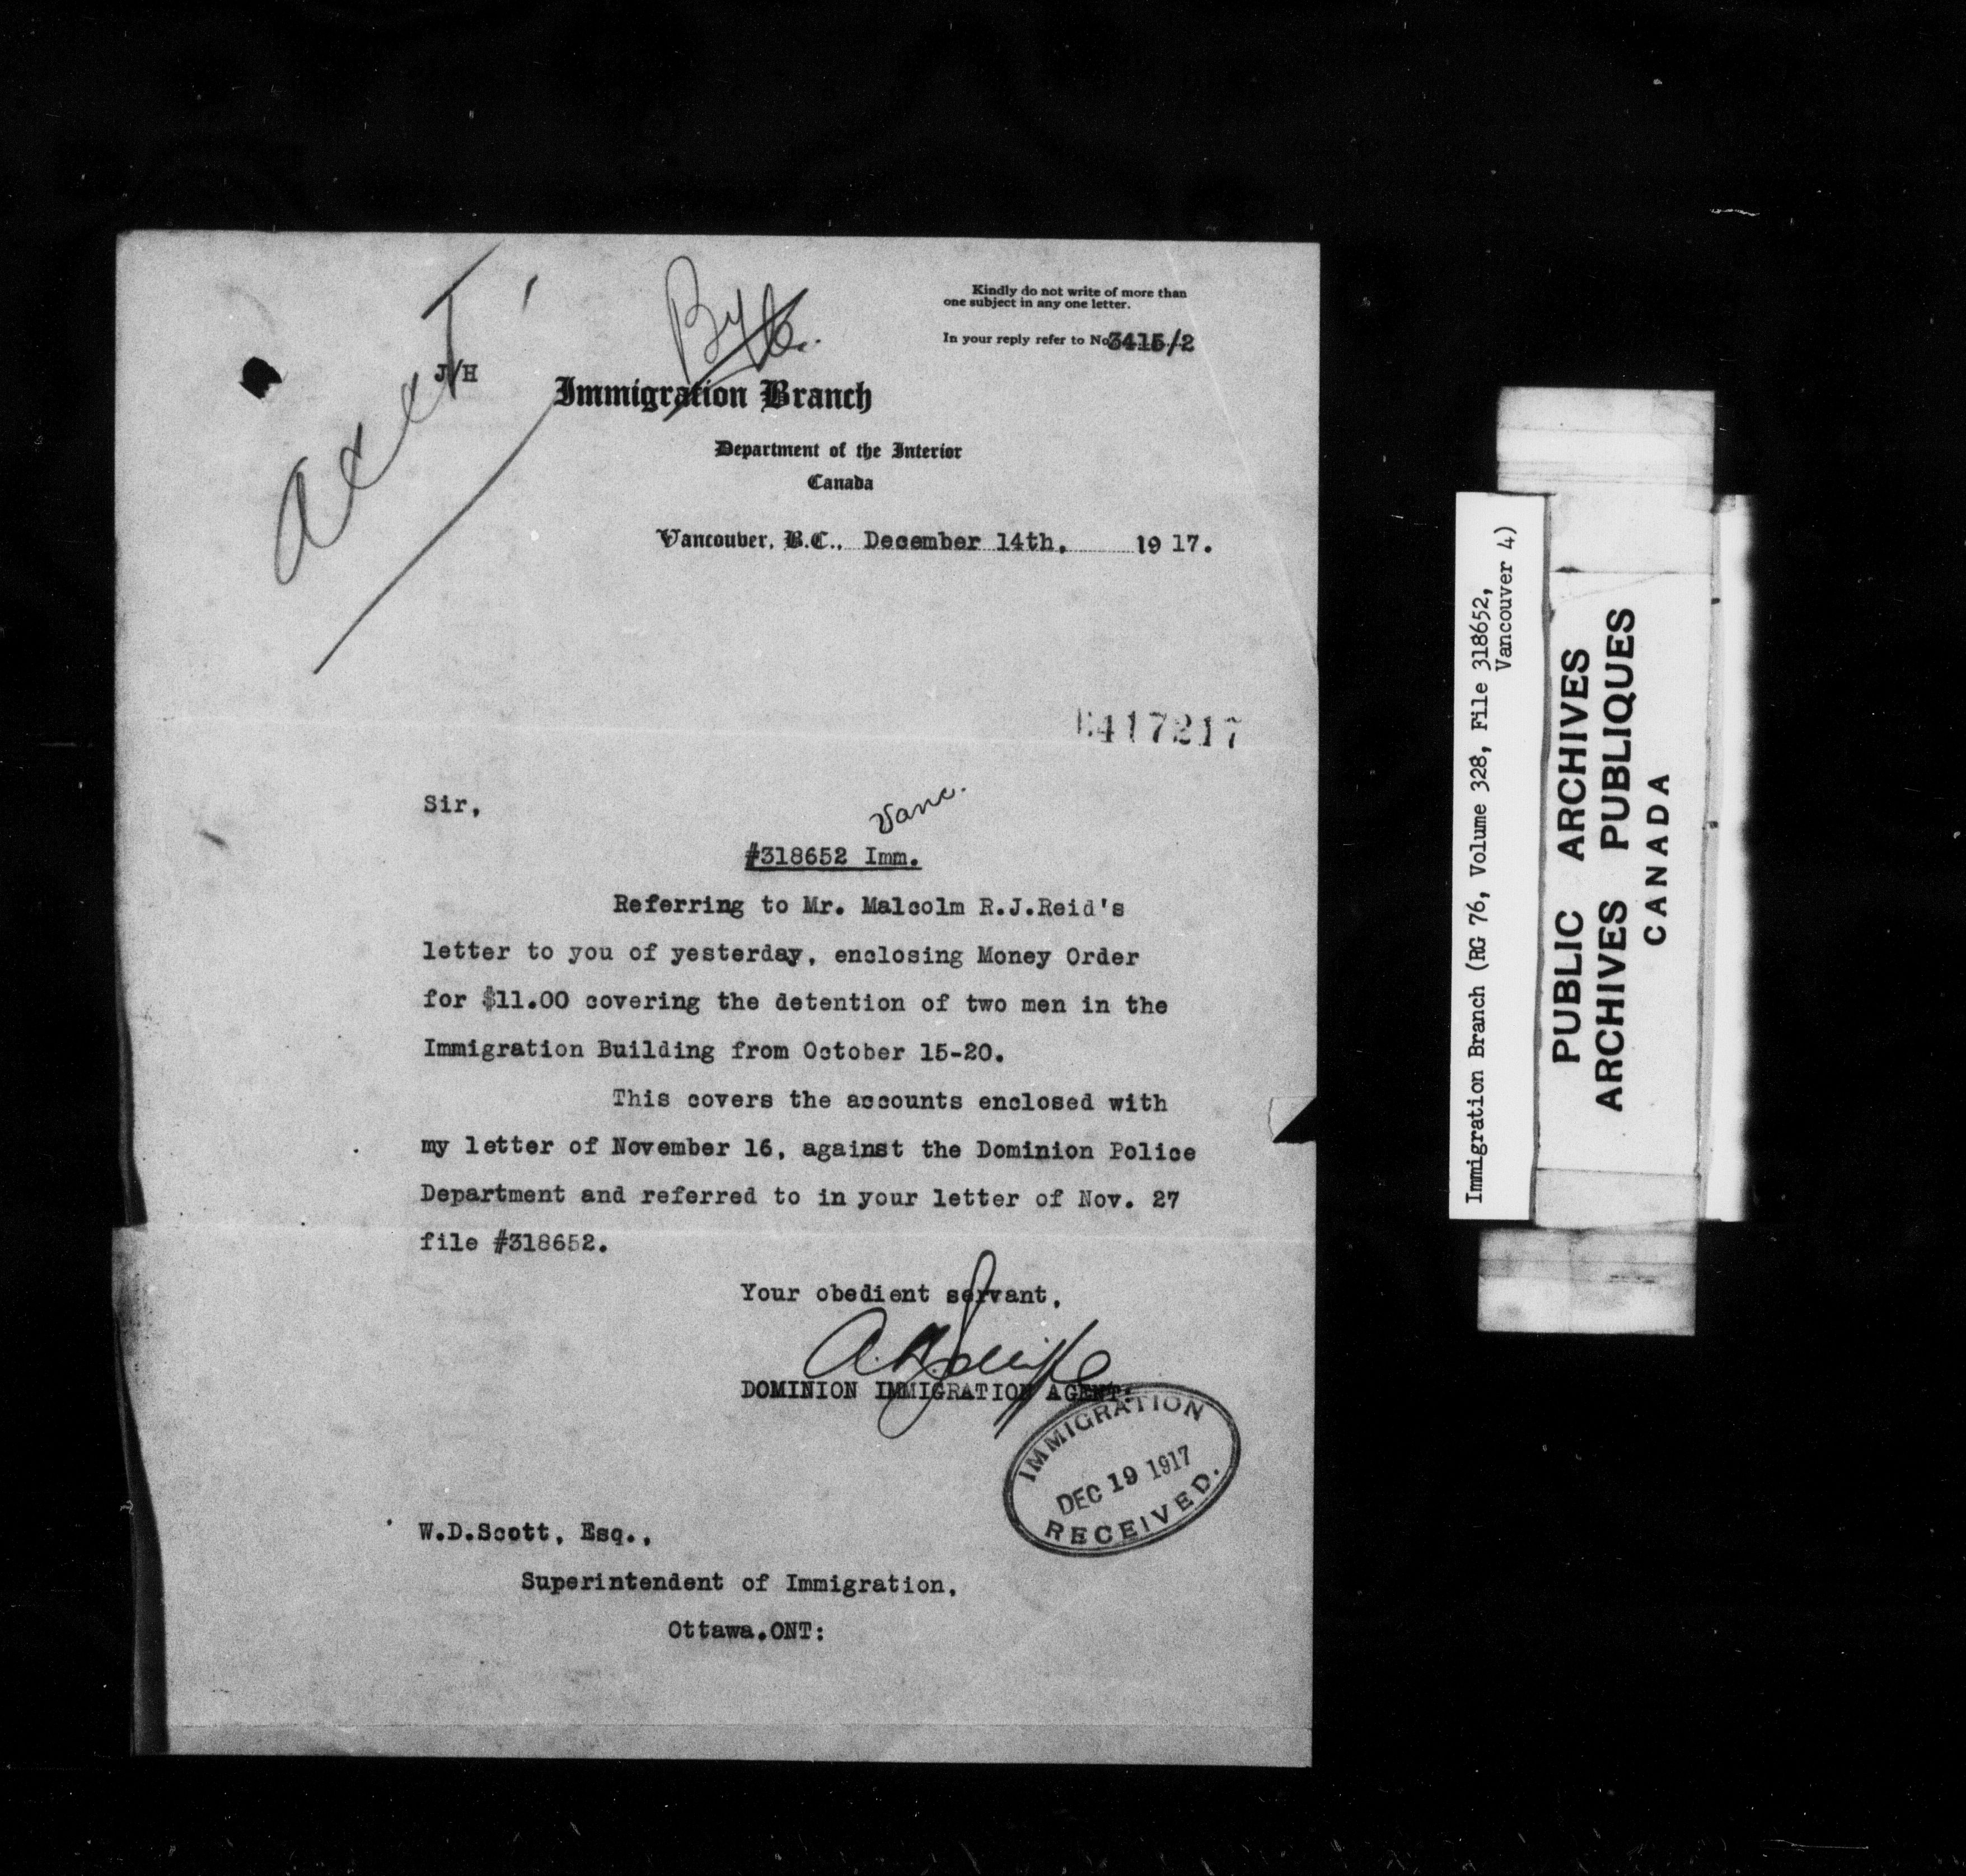 Kindly do not write of more than
one subject in any one letter.
In your reply refer to No. 3415/2
J/H
Acct
Immigration Branch
Department of the Interior
Canada
Vancouver, B.C., December 14th, 19 17.
E417217
Sir,
Vanc.
#318652 Imm.
Referring to Mr. Malcolm R.J.Reid's
letter to you of yesterday, enclosing Money Order
for $11.00 covering the detention of two men in the
Immigration Building from October 15-20.
This covers the accounts enclosed with
my letter of November 16, against the Dominion Police
Department and referred to in your letter of Nov. 27
file #318652.
Your obedient servant,
DOMINION IMMIGRATION AGENT:
IMMIGRATION
DEC 19 1917
RECEIVED.
W.D.Scott, Esq.,
Superintendent of Immigration,
Ottawa.ONT:
Immigration Branch (RG 76, Volume 328, File 318652,
Vancouver 4)
PUBLIC ARCHIVES
ARCHIVES PUBLIQUES
CANADA